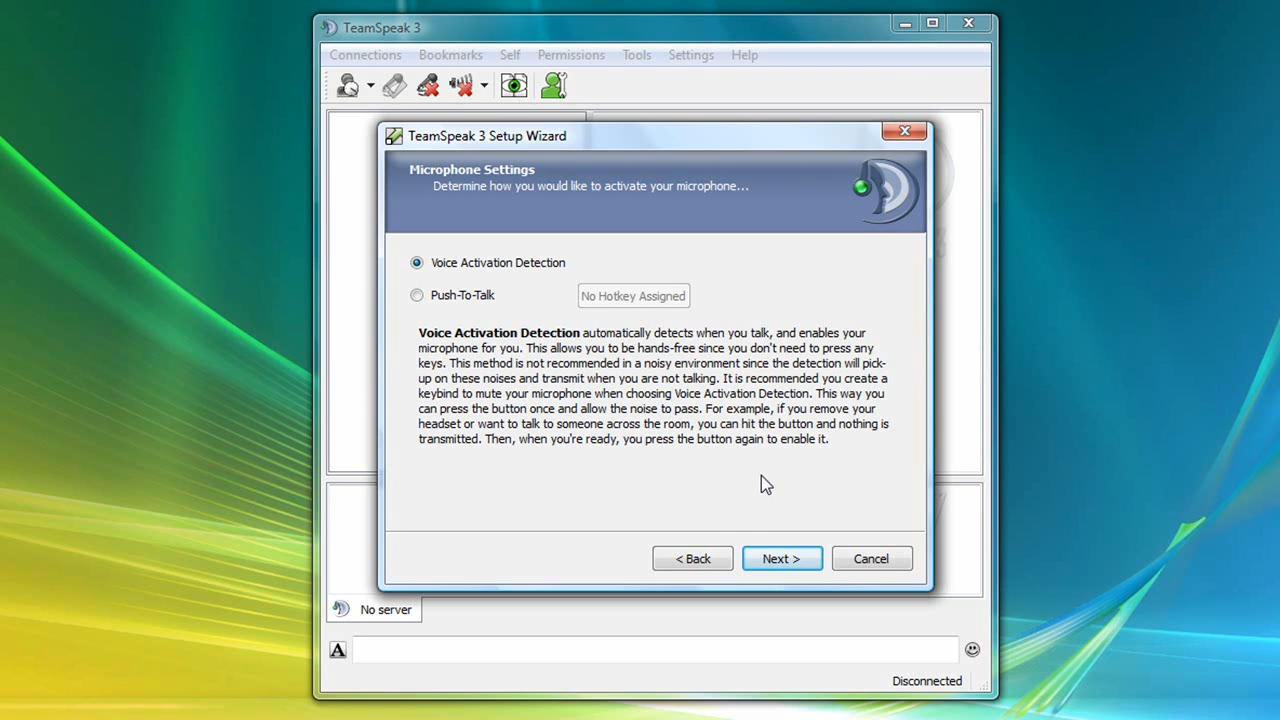 TeamSpeak 3
Connections Bookmarks Self Permissions Tools Settings Help
TeamSpeak 3 Setup Wizard
Microphone Settings
Determine how you would like to activate your microphone...
Voice Activation Detection
Push-To-Talk No Hotkey Assigned
Voice Activation Detection automatically detects when you talk, and enables your
microphone for you. This allows you to be hands-free since you don't need to press any
keys. This method is not recommended in a noisy environment since the detection will pick-
up on these noises and transmit when you are not talking. It is recommended you create a
keybind to mute your microphone when choosing Voice Activation Detection. This way you
can press the button once and allow the noise to pass. For example, if you remove your
headset or want to talk to someone across the room, you can hit the button and nothing is
transmitted. Then, when you're ready, you press the button again to enable it.
< Back Next > Cancel
No server
A
Disconnected